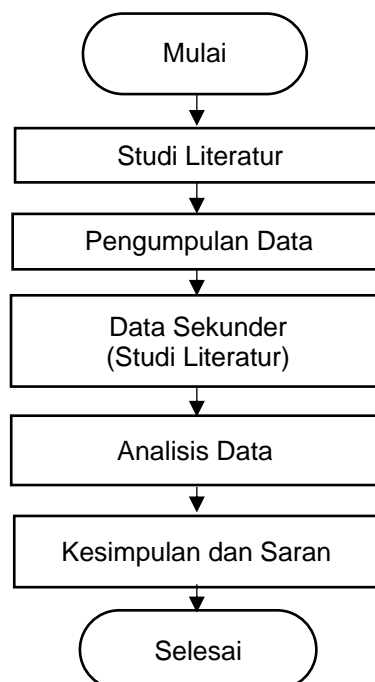 Mulai
Studi Literatur
Pengumpulan Data
Data Sekunder
(Studi Literatur)
Analisis Data
Kesimpulan dan Saran
Selesai